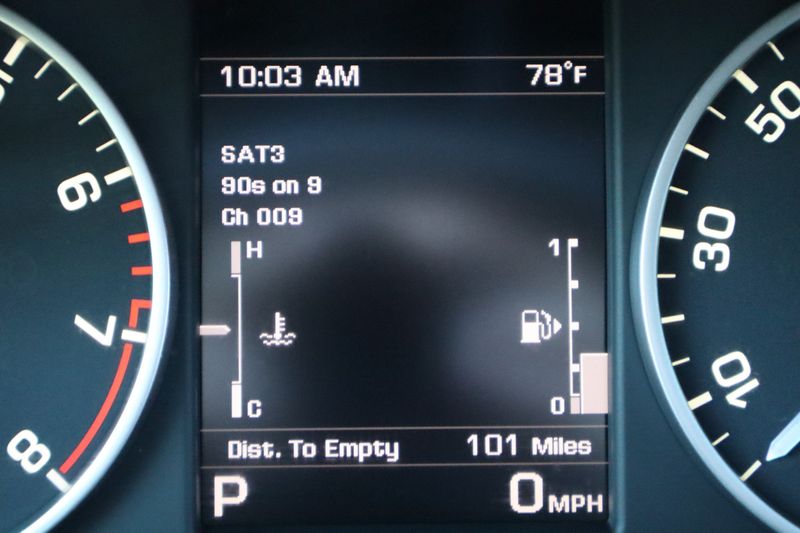 10:03 AM 78°F
SAT3
90s on 9
Ch 009
H 1
C 0
Dist. To Empty 101 Miles
P 0 MPH
6
7
8
50
30
10